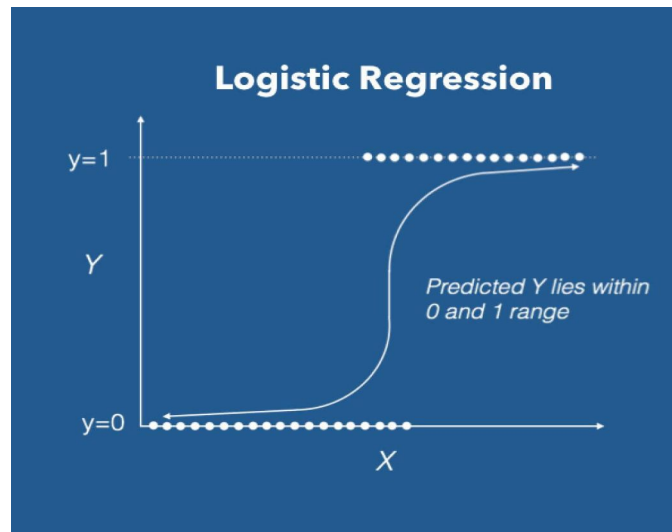 Logistic Regression
y=1
Y
Predicted Y lies within
0 and 1 range
y=0
X